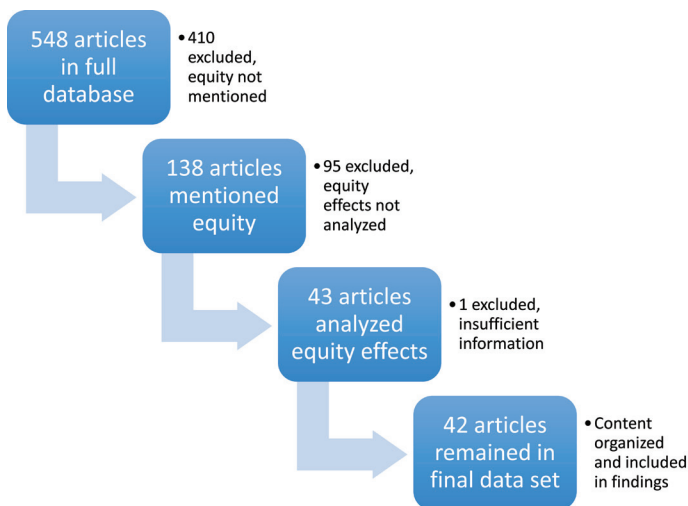 548 articles
in full
database
•410
excluded,
equity not
mentioned
138 articles
mentioned
equity
•95 excluded,
equity
effects not
analyzed
43 articles
analyzed
equity effects
•1 excluded,
insufficient
information
42 articles
remained in
final data set
•Content
organized
and included
in findings